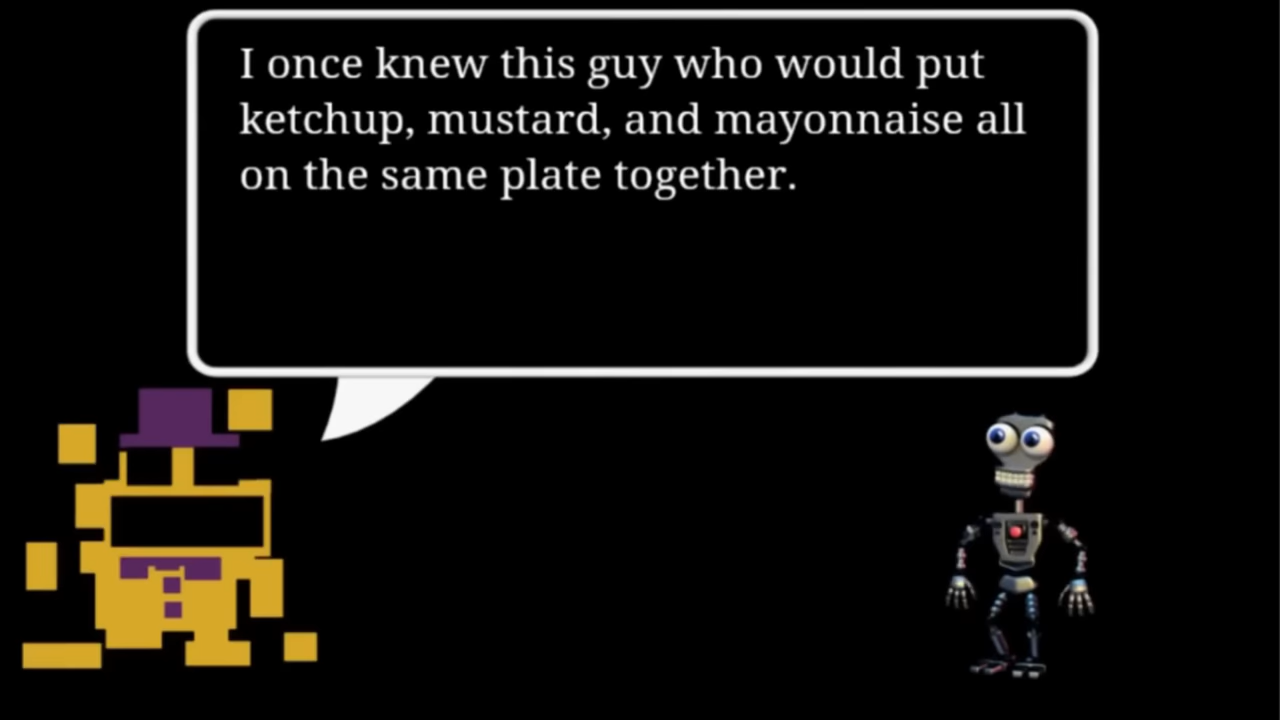 I once knew this guy who would put
ketchup, mustard, and mayonnaise all
on the same plate together.